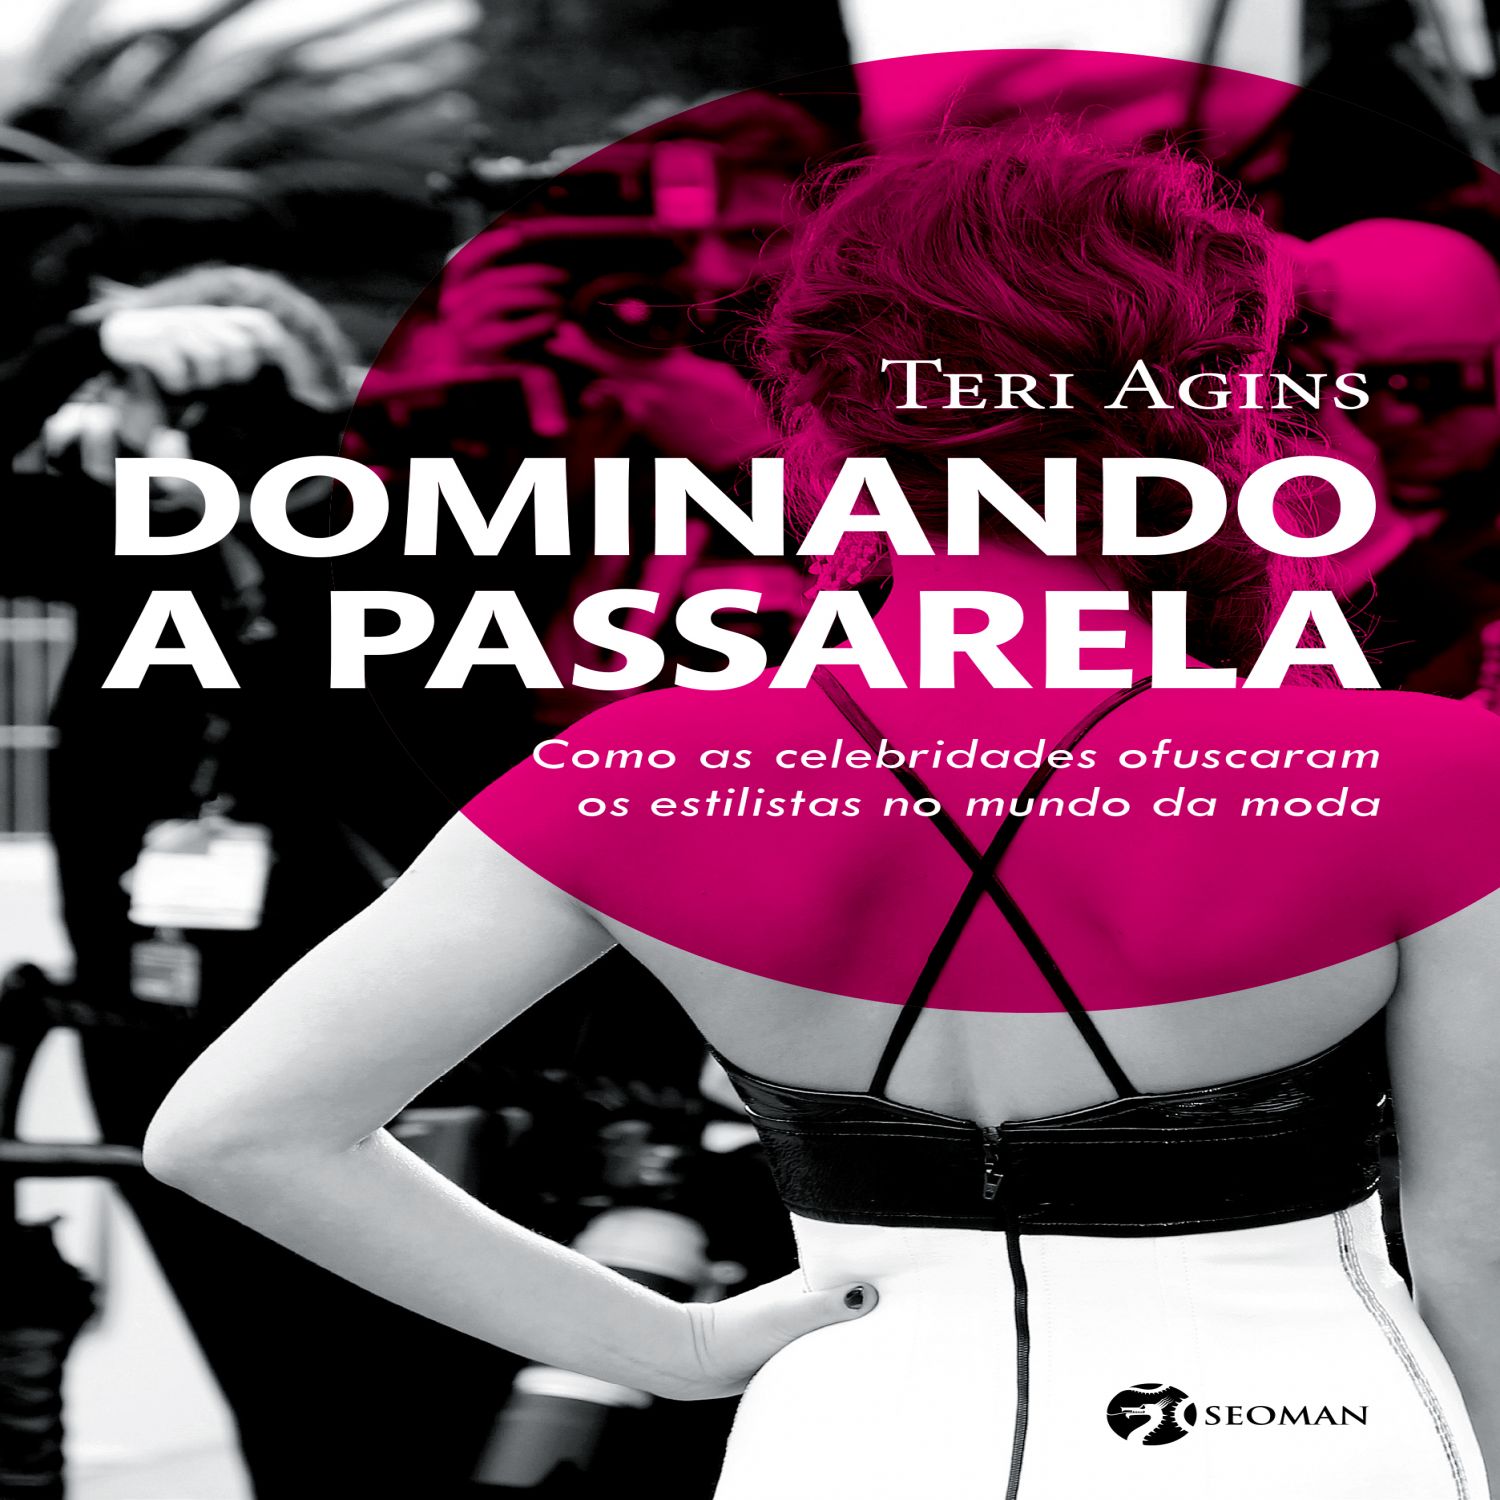 TERI AGINS
DOMINANDO
A PASSARELA
Como as celebridades ofuscaram
os estilistas no mundo da moda
SEOMAN